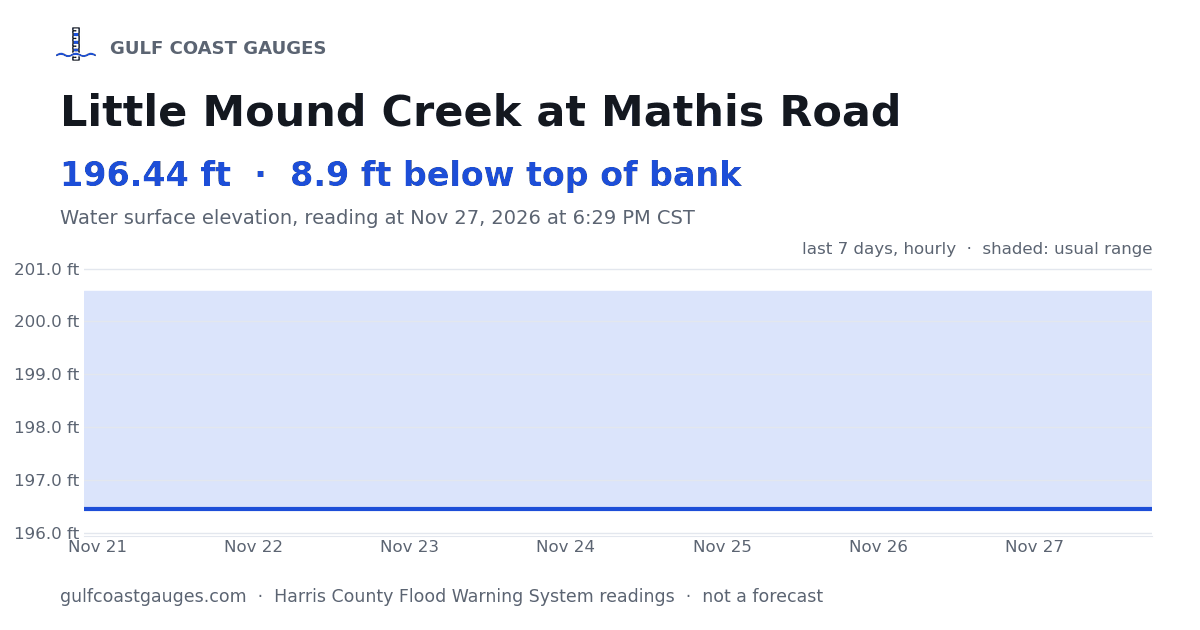 GULF COAST GAUGES
Little Mound Creek at Mathis Road
196.44 ft · 8.9 ft below top of bank
Water surface elevation, reading at Nov 27, 2026 at 6:29 PM CST
last 7 days, hourly · shaded: usual range
201.0 ft
200.0 ft
199.0 ft
198.0 ft
197.0 ft
196.0 ft
Nov 21 Nov 22 Nov 23 Nov 24 Nov 25 Nov 26 Nov 27
gulfcoastgauges.com · Harris County Flood Warning System readings · not a forecast